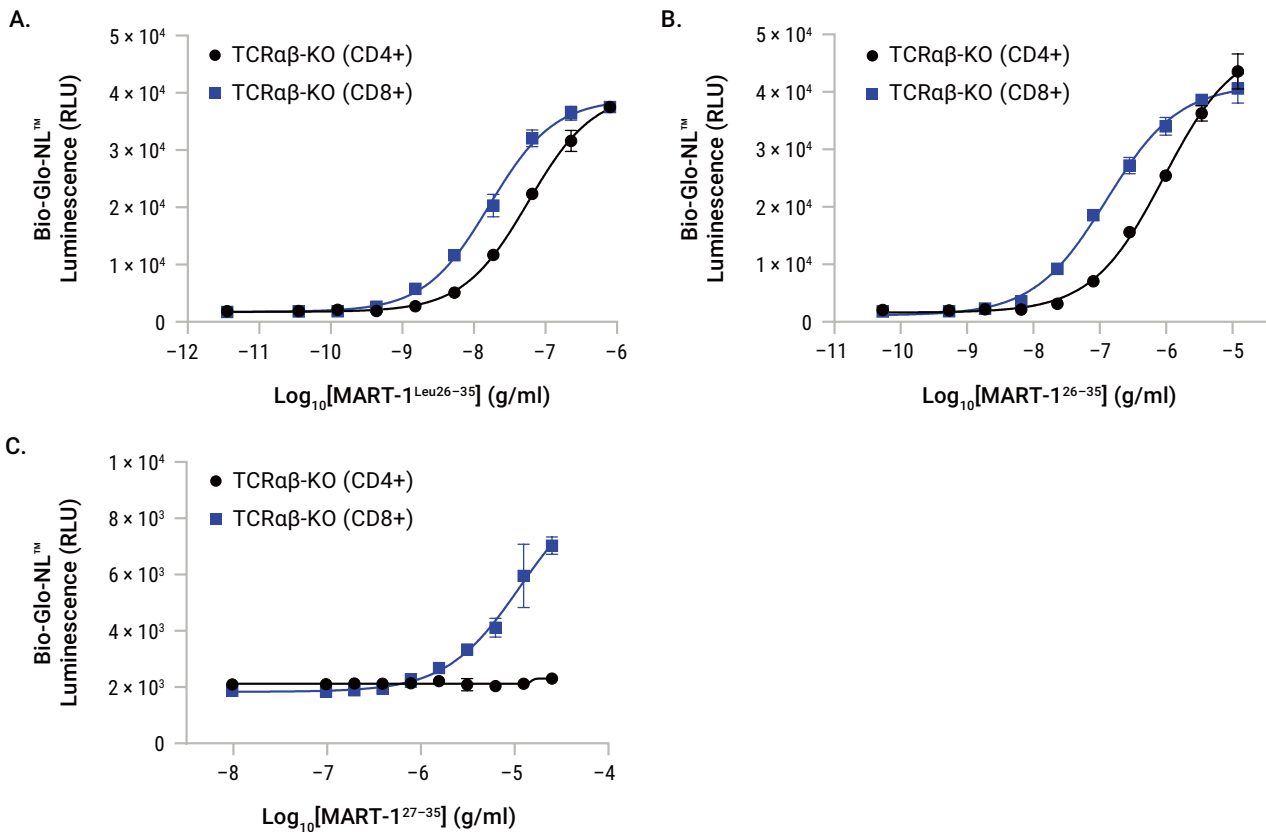 A.
5 × 10⁴
4 × 10⁴
3 × 10⁴
2 × 10⁴
1 × 10⁴
0
Bio-Glo-NL™
Luminescence (RLU)
TCRαβ-KO (CD4+)
TCRαβ-KO (CD8+)
−12 −11 −10 −9 −8 −7 −6
Log₁₀[MART-1ᴸᵉᵘ²⁶⁻³⁵] (g/ml)
B.
5 × 10⁴
4 × 10⁴
3 × 10⁴
2 × 10⁴
1 × 10⁴
0
Bio-Glo-NL™
Luminescence (RLU)
TCRαβ-KO (CD4+)
TCRαβ-KO (CD8+)
−11 −10 −9 −8 −7 −6 −5
Log₁₀[MART-1²⁶⁻³⁵] (g/ml)
C.
1 × 10⁴
8 × 10³
6 × 10³
4 × 10³
2 × 10³
0
Bio-Glo-NL™
Luminescence (RLU)
TCRαβ-KO (CD4+)
TCRαβ-KO (CD8+)
−8 −7 −6 −5 −4
Log₁₀[MART-1²⁷⁻³⁵] (g/ml)